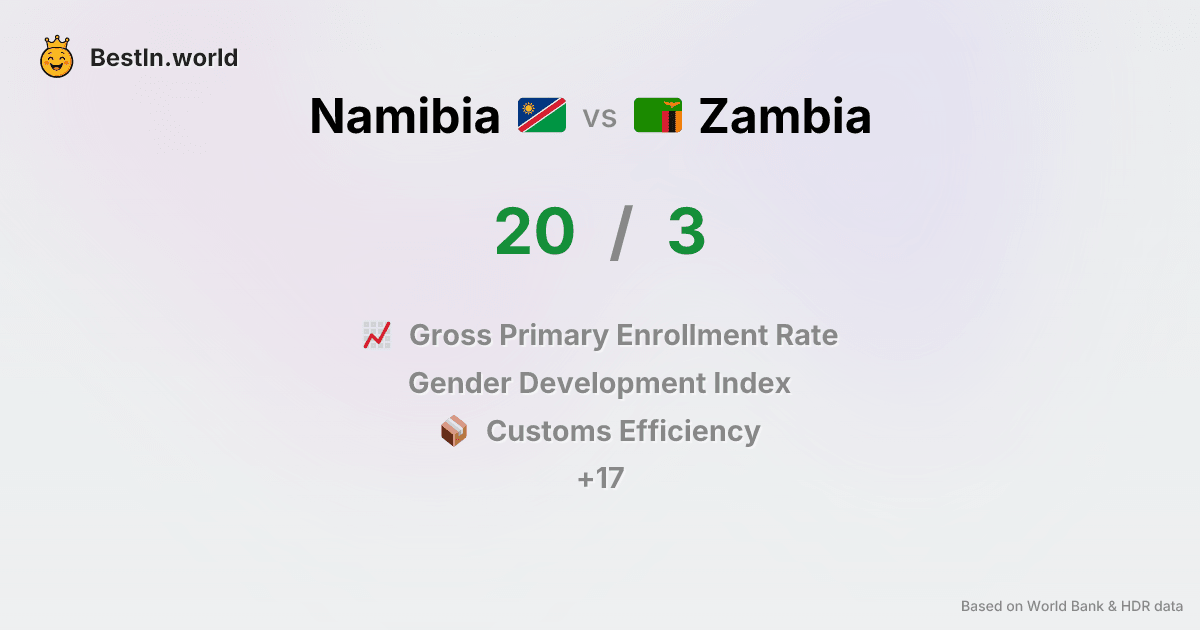 BestIn.world
Namibia vs Zambia
20 / 3
Gross Primary Enrollment Rate
Gender Development Index
Customs Efficiency
+17
Based on World Bank & HDR data